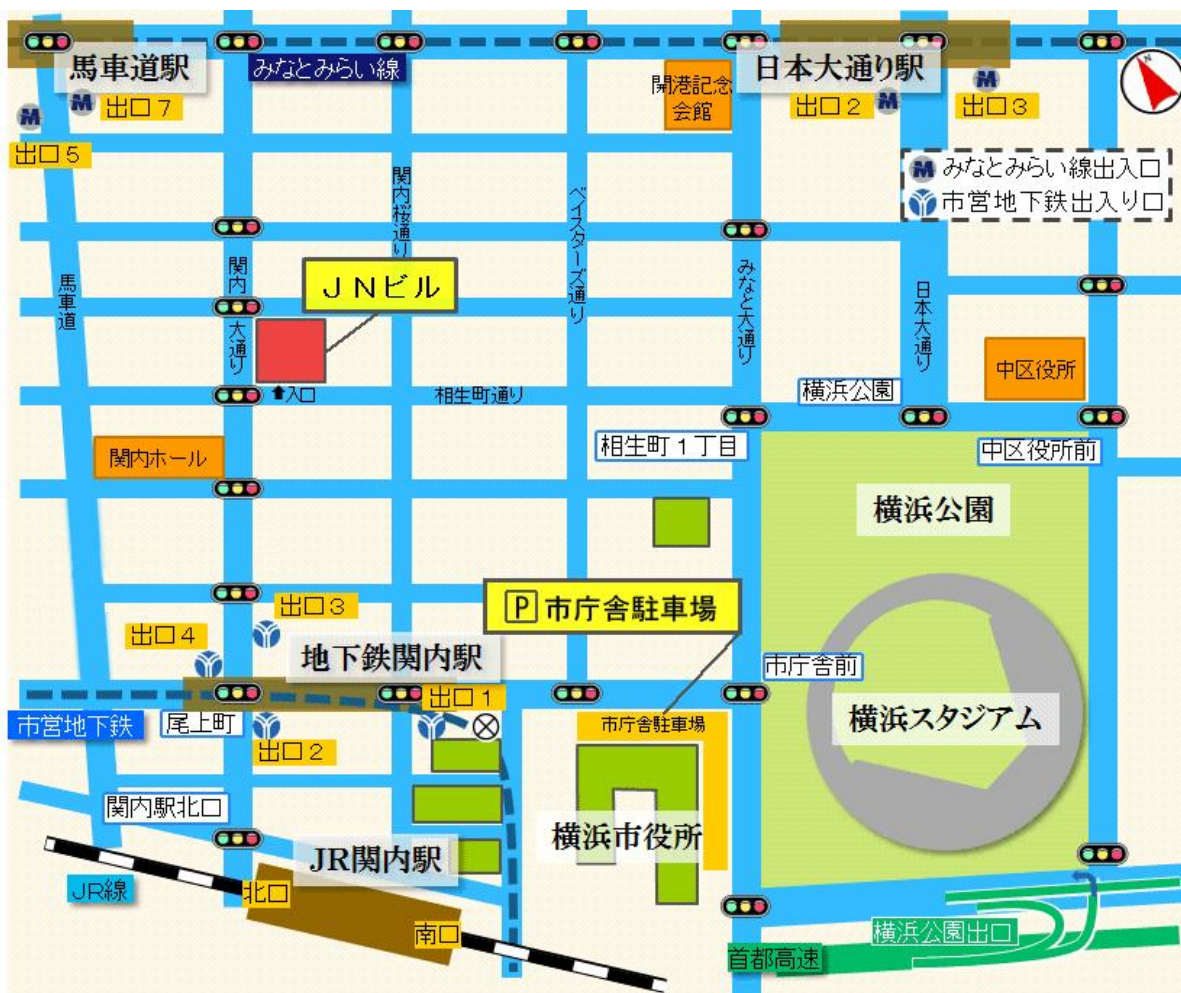 馬車道駅
みなとみらい線
日本大通り駅
N
出口7
出口5
開港記念
会館
出口2
出口3
みなとみらい線出入口
市営地下鉄出入り口
馬車道
関内
大通り
関内桜通り
ベイスターズ通り
みなと大通り
日本大通り
JNビル
入口
相生町通り
横浜公園
中区役所
相生町1丁目
中区役所前
関内ホール
横浜公園
出口3
出口4
地下鉄関内駅
P市庁舎駐車場
市庁舎前
市営地下鉄
尾上町
出口1
出口2
市庁舎駐車場
横浜スタジアム
関内駅北口
JR関内駅
横浜市役所
JR線
北口
南口
首都高速
横浜公園出口